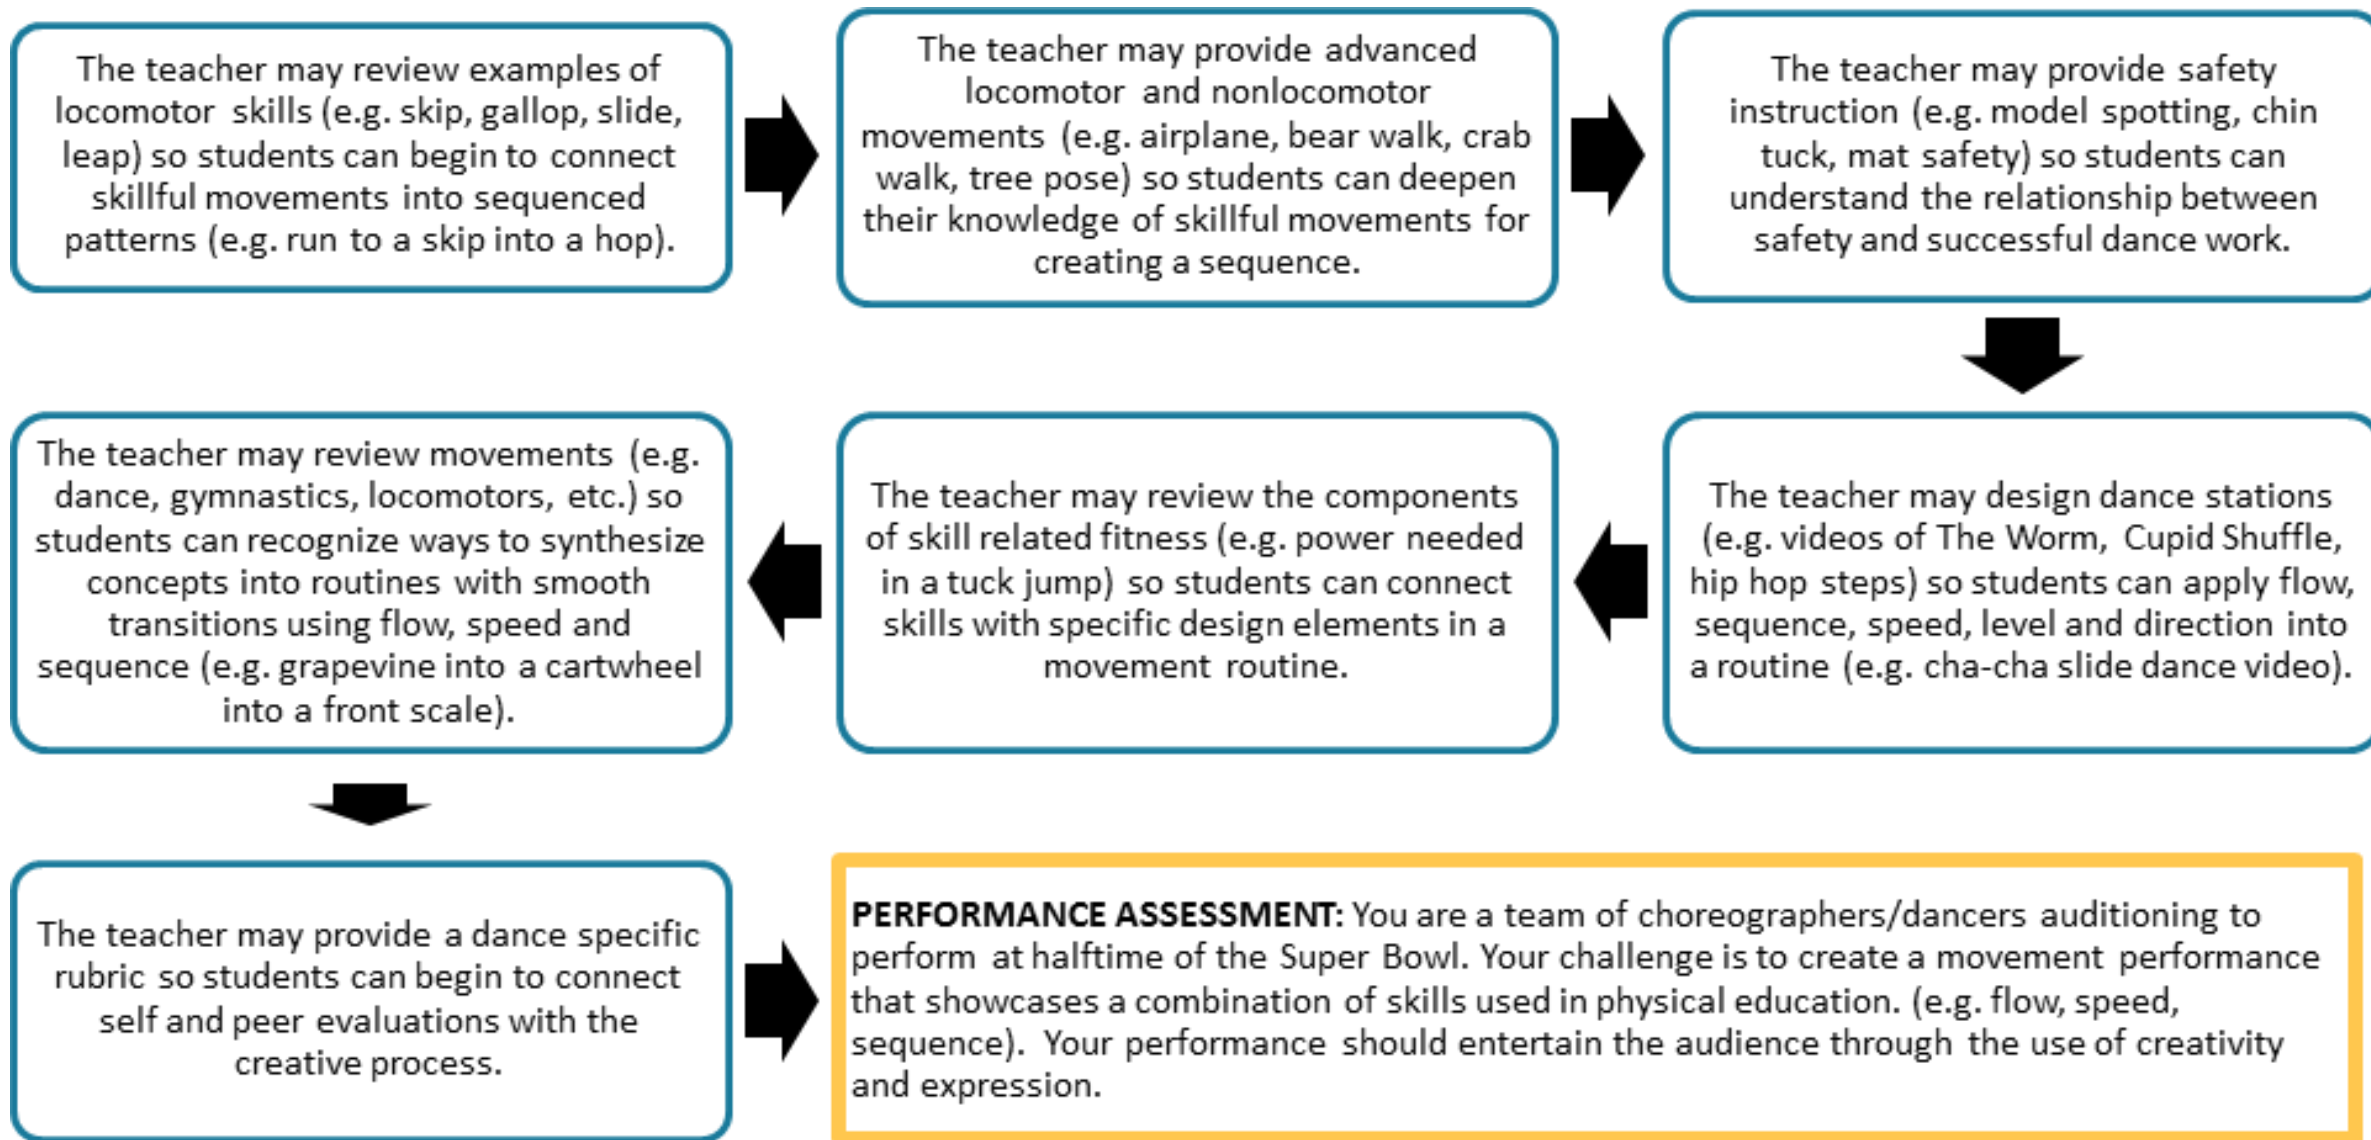 The teacher may review examples of
locomotor skills (e.g. skip, gallop, slide,
leap) so students can begin to connect
skillful movements into sequenced
patterns (e.g. run to a skip into a hop).
The teacher may provide advanced
locomotor and nonlocomotor
movements (e.g. airplane, bear walk, crab
walk, tree pose) so students can deepen
their knowledge of skillful movements for
creating a sequence.
The teacher may provide safety
instruction (e.g. model spotting, chin
tuck, mat safety) so students can
understand the relationship between
safety and successful dance work.
The teacher may design dance stations
(e.g. videos of The Worm, Cupid Shuffle,
hip hop steps) so students can apply flow,
sequence, speed, level and direction into
a routine (e.g. cha-cha slide dance video).
The teacher may review the components
of skill related fitness (e.g. power needed
in a tuck jump) so students can connect
skills with specific design elements in a
movement routine.
The teacher may review movements (e.g.
dance, gymnastics, locomotors, etc.) so
students can recognize ways to synthesize
concepts into routines with smooth
transitions using flow, speed and
sequence (e.g. grapevine into a cartwheel
into a front scale).
The teacher may provide a dance specific
rubric so students can begin to connect
self and peer evaluations with the
creative process.
PERFORMANCE ASSESSMENT: You are a team of choreographers/dancers auditioning to
perform at halftime of the Super Bowl. Your challenge is to create a movement performance
that showcases a combination of skills used in physical education. (e.g. flow, speed,
sequence). Your performance should entertain the audience through the use of creativity
and expression.